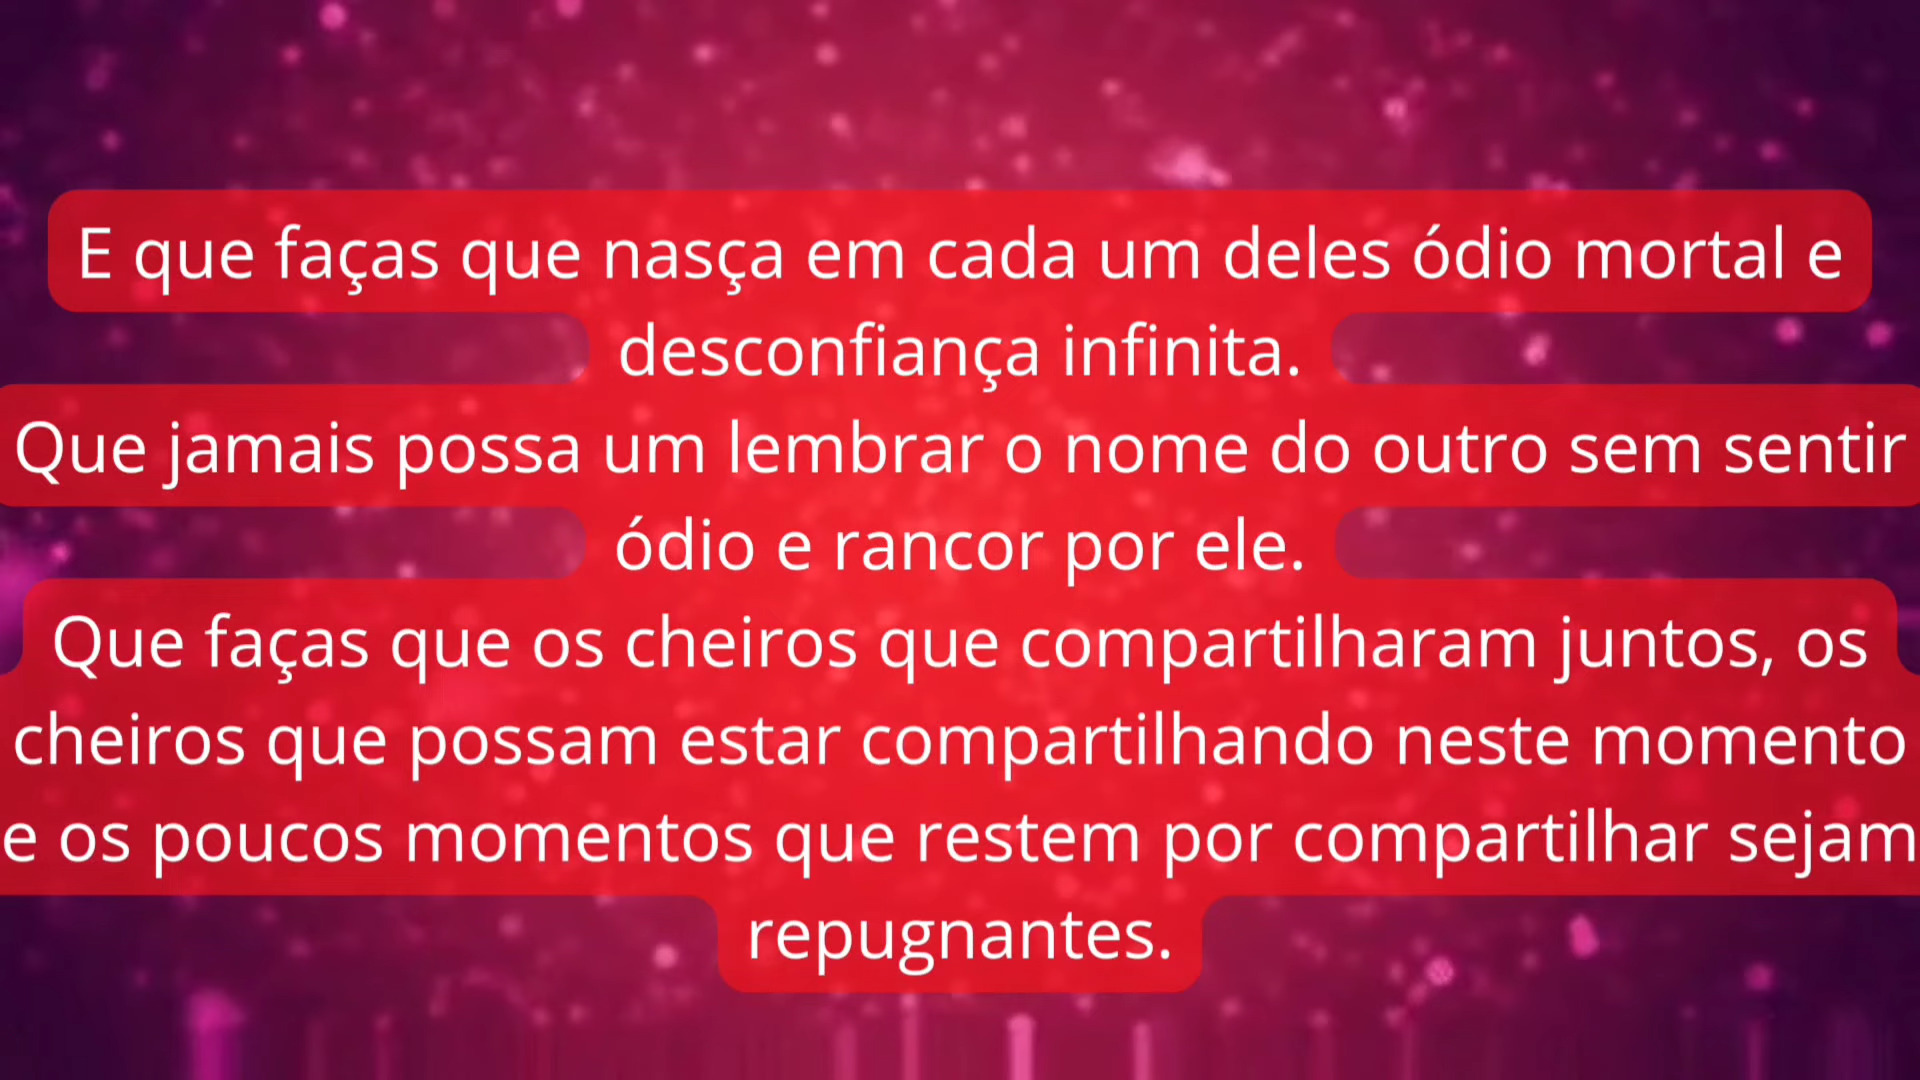 E que faças que nasça em cada um deles ódio mortal e
desconfiança infinita.
Que jamais possa um lembrar o nome do outro sem sentir
ódio e rancor por ele.
Que faças que os cheiros que compartilharam juntos, os
cheiros que possam estar compartilhando neste momento
e os poucos momentos que restem por compartilhar sejam
repugnantes.